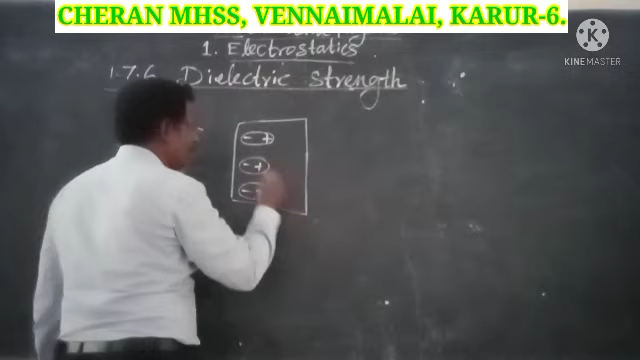 CHERAN MHSS, VENNAIMALAI, KARUR-6.
1. Electrostatics
1.7.6 Dielectric strength
K
KINEMASTER
- +
- +
-